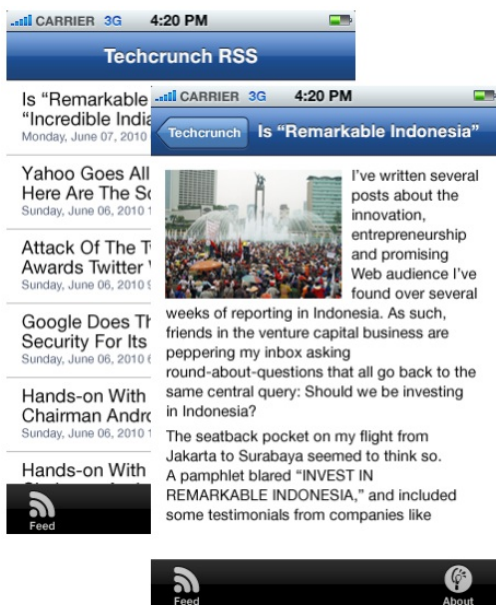 CARRIER 3G 4:20 PM
Techcrunch RSS
Is “Remarkable
“Incredible India
Monday, June 07, 2010
Yahoo Goes All
Here Are The
Sunday, June 06, 2010
Attack Of The
Awards Twitter
Sunday, June 06, 2010
Google Does
Security For Its
Sunday, June 06, 2010
Hands-on With
Chairman
Sunday, June 06, 2010
Hands-on With
Feed
CARRIER 3G 4:20 PM
Techcrunch Is “Remarkable Indonesia”
I’ve written several
posts about the
innovation,
entrepreneurship
and promising
Web audience I’ve
found over several
weeks of reporting in Indonesia. As such,
friends in the venture capital business are
peppering my inbox asking
round-about-questions that all go back to the
same central query: Should we be investing
in Indonesia?
The seatback pocket on my flight from
Jakarta to Surabaya seemed to think so.
A pamphlet blared “INVEST IN
REMARKABLE INDONESIA,” and included
some testimonials from companies like
Feed About